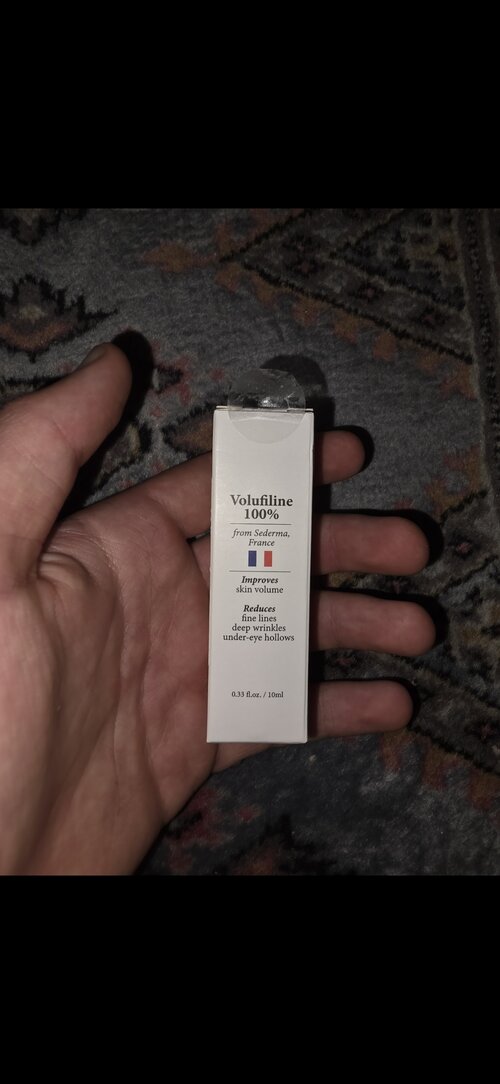 Volufiline
100%
from Sederma,
France
Improves
skin volume
Reduces
fine lines
deep wrinkles
under-eye hollows
0.33 fl.oz. / 10ml